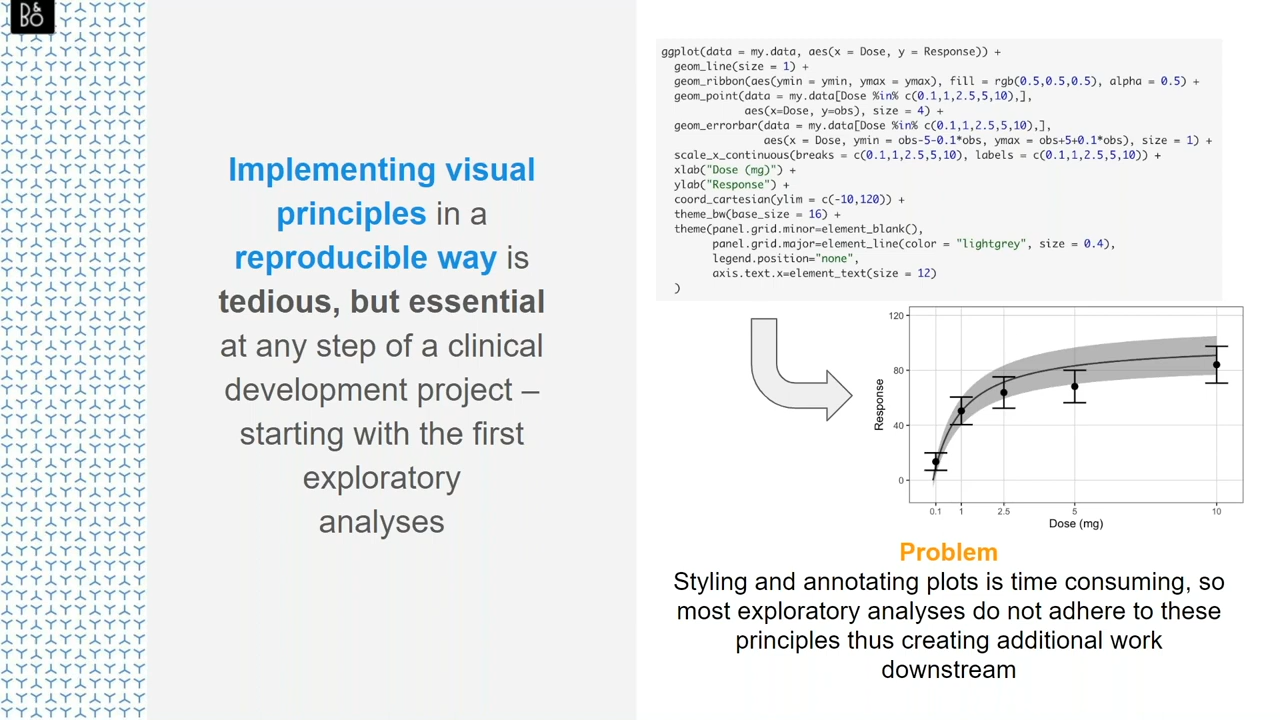 B&O
Implementing visual
principles in a
reproducible way is
tedious, but essential
at any step of a clinical
development project –
starting with the first
exploratory
analyses
ggplot(data = my.data, aes(x = Dose, y = Response)) +
  geom_line(size = 1) +
  geom_ribbon(aes(ymin = ymin, ymax = ymax), fill = rgb(0.5,0.5,0.5), alpha = 0.5) +
  geom_point(data = my.data[Dose %in% c(0.1,1,2.5,5,10),],
             aes(x=Dose, y=obs), size = 4) +
  geom_errorbar(data = my.data[Dose %in% c(0.1,1,2.5,5,10),],
                aes(x = Dose, ymin = obs-5-0.1*obs, ymax = obs+5+0.1*obs), size = 1) +
  scale_x_continuous(breaks = c(0.1,1,2.5,5,10), labels = c(0.1,1,2.5,5,10)) +
  xlab("Dose (mg)") +
  ylab("Response") +
  coord_cartesian(ylim = c(-10,120)) +
  theme_bw(base_size = 16) +
  theme(panel.grid.minor=element_blank(),
        panel.grid.major=element_line(color = "lightgrey", size = 0.4),
        legend.position="none",
        axis.text.x=element_text(size = 12)
  )
120
80
40
0
Response
0.1 1 2.5 5 10
Dose (mg)
Problem
Styling and annotating plots is time consuming, so
most exploratory analyses do not adhere to these
principles thus creating additional work
downstream